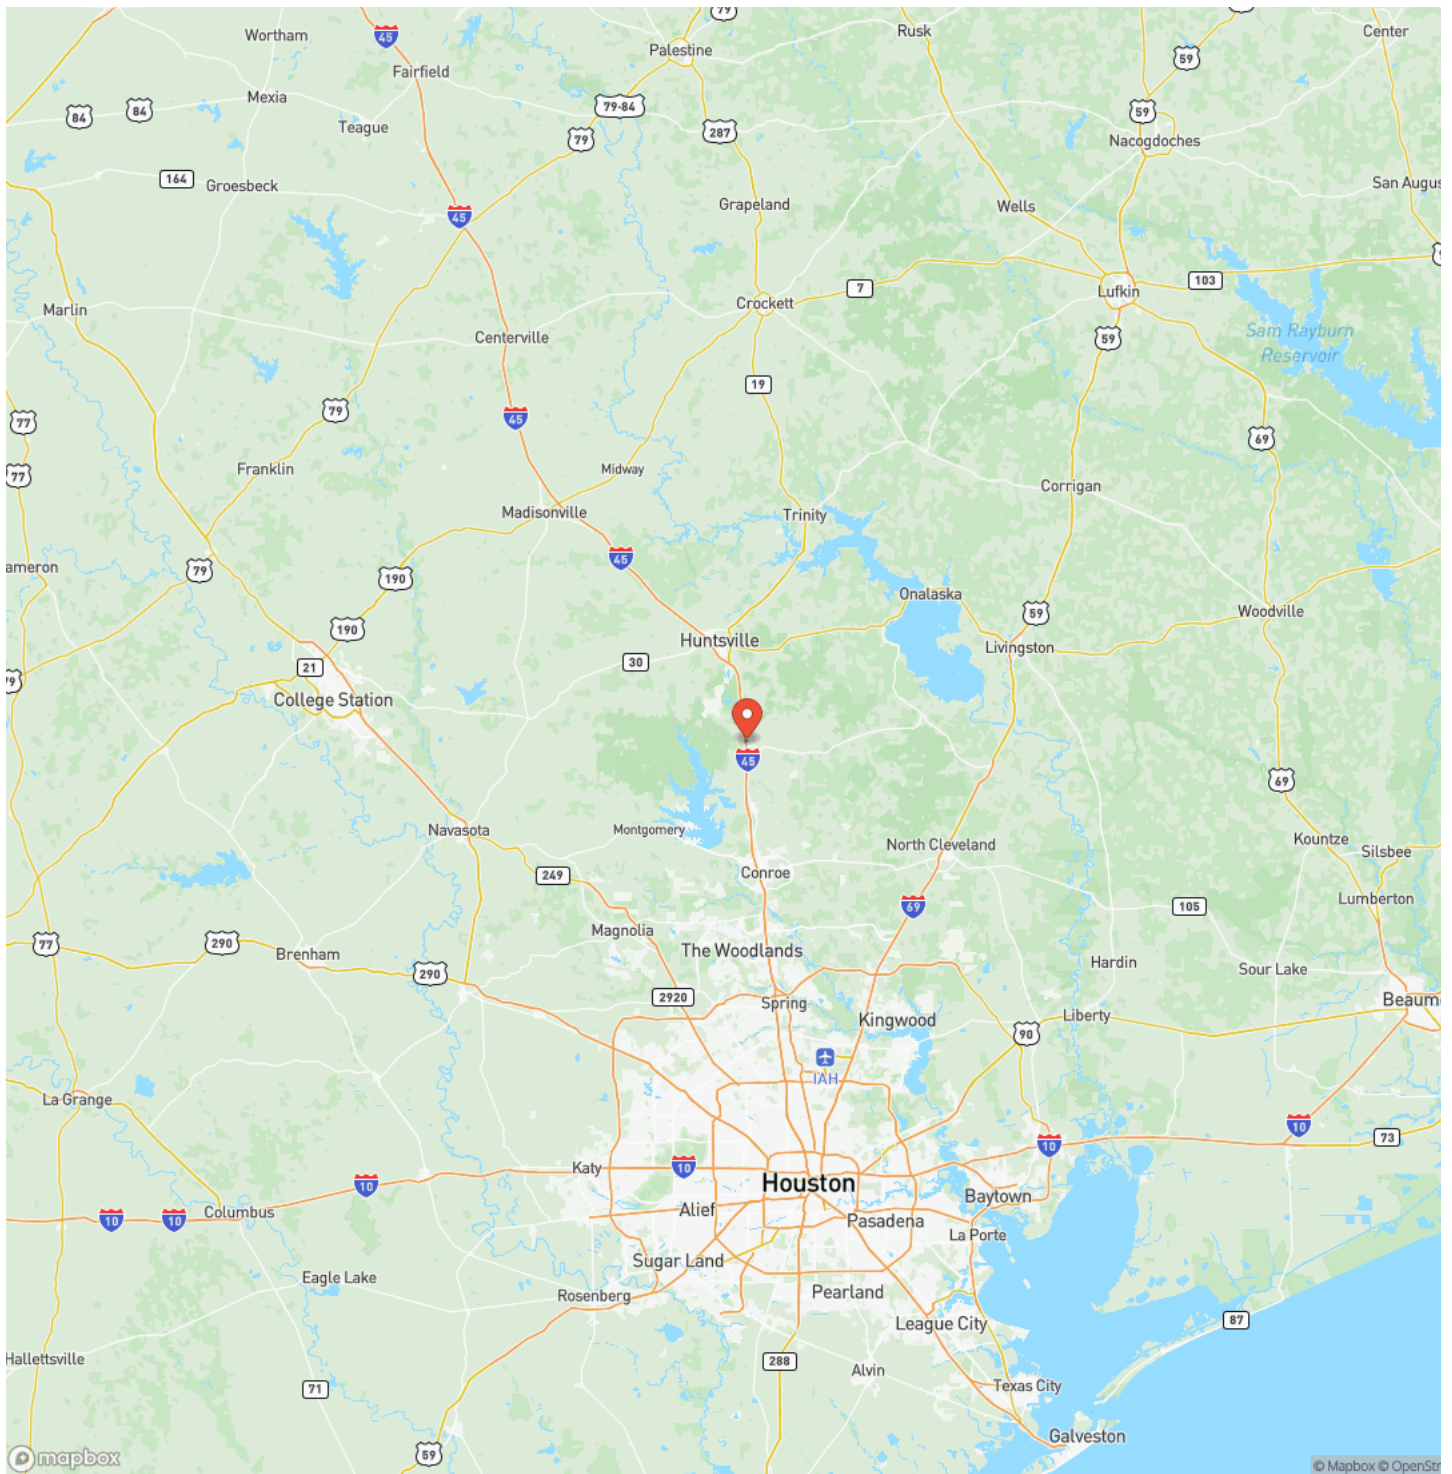 79
Rusk
Wortham
45
Center
Palestine
59
Fairfield
Mexia
79-84
84
84
59
Teague
287
79
Nacogdoches
164
Groesbeck
San Augus
Grapeland
Wells
45
7
103
Lufkin
Crockett
Marlin
Sam Rayburn
Reservoir
Centerville
59
19
79
45
77
69
Franklin
Midway
77
Corrigan
Madisonville
Trinity
45
ameron
79
190
Onalaska
59
Woodville
190
Huntsville
Livingston
30
21
79
College Station
45
69
Navasota
Montgomery
Kountze
North Cleveland
Silsbee
Conroe
249
Lumberton
69
105
Magnolia
77
290
Brenham
The Woodlands
Hardin
Sour Lake
290
2920
Spring
Beaum
Kingwood
Liberty
90
IAH
La Grange
10
73
10
Katy
10
Houston
10
Baytown
Columbus
Alief
10
10
Pasadena
La Porte
Sugar Land
Eagle Lake
Pearland
Rosenberg
87
League City
Hallettsville
288
Alvin
71
Texas City
Galveston
59
mapbox
© Mapbox © OpenStr